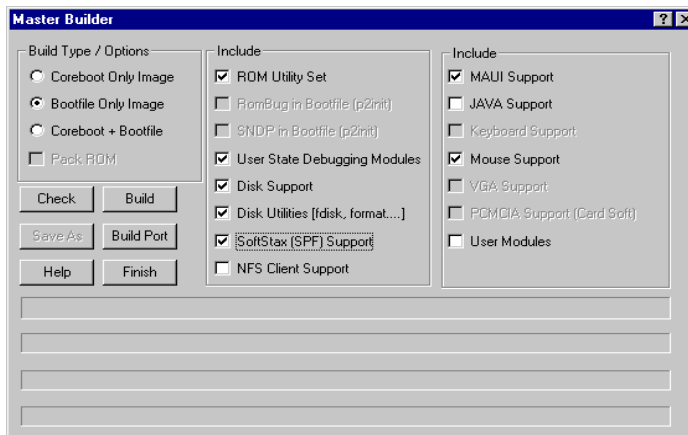 Master Builder
Build Type / Options
Coreboot Only Image
Bootfile Only Image
Coreboot + Bootfile
Pack ROM
Check
Build
Save As
Build Port
Help
Finish
Include
ROM Utility Set
RomBug in Bootfile (p2init)
SNDP in Bootfile (p2init)
User State Debugging Modules
Disk Support
Disk Utilities [fdisk, format....]
SoftStax (SPF) Support
NFS Client Support
Include
MAUI Support
JAVA Support
Keyboard Support
Mouse Support
VGA Support
PCMCIA Support (Card Soft)
User Modules